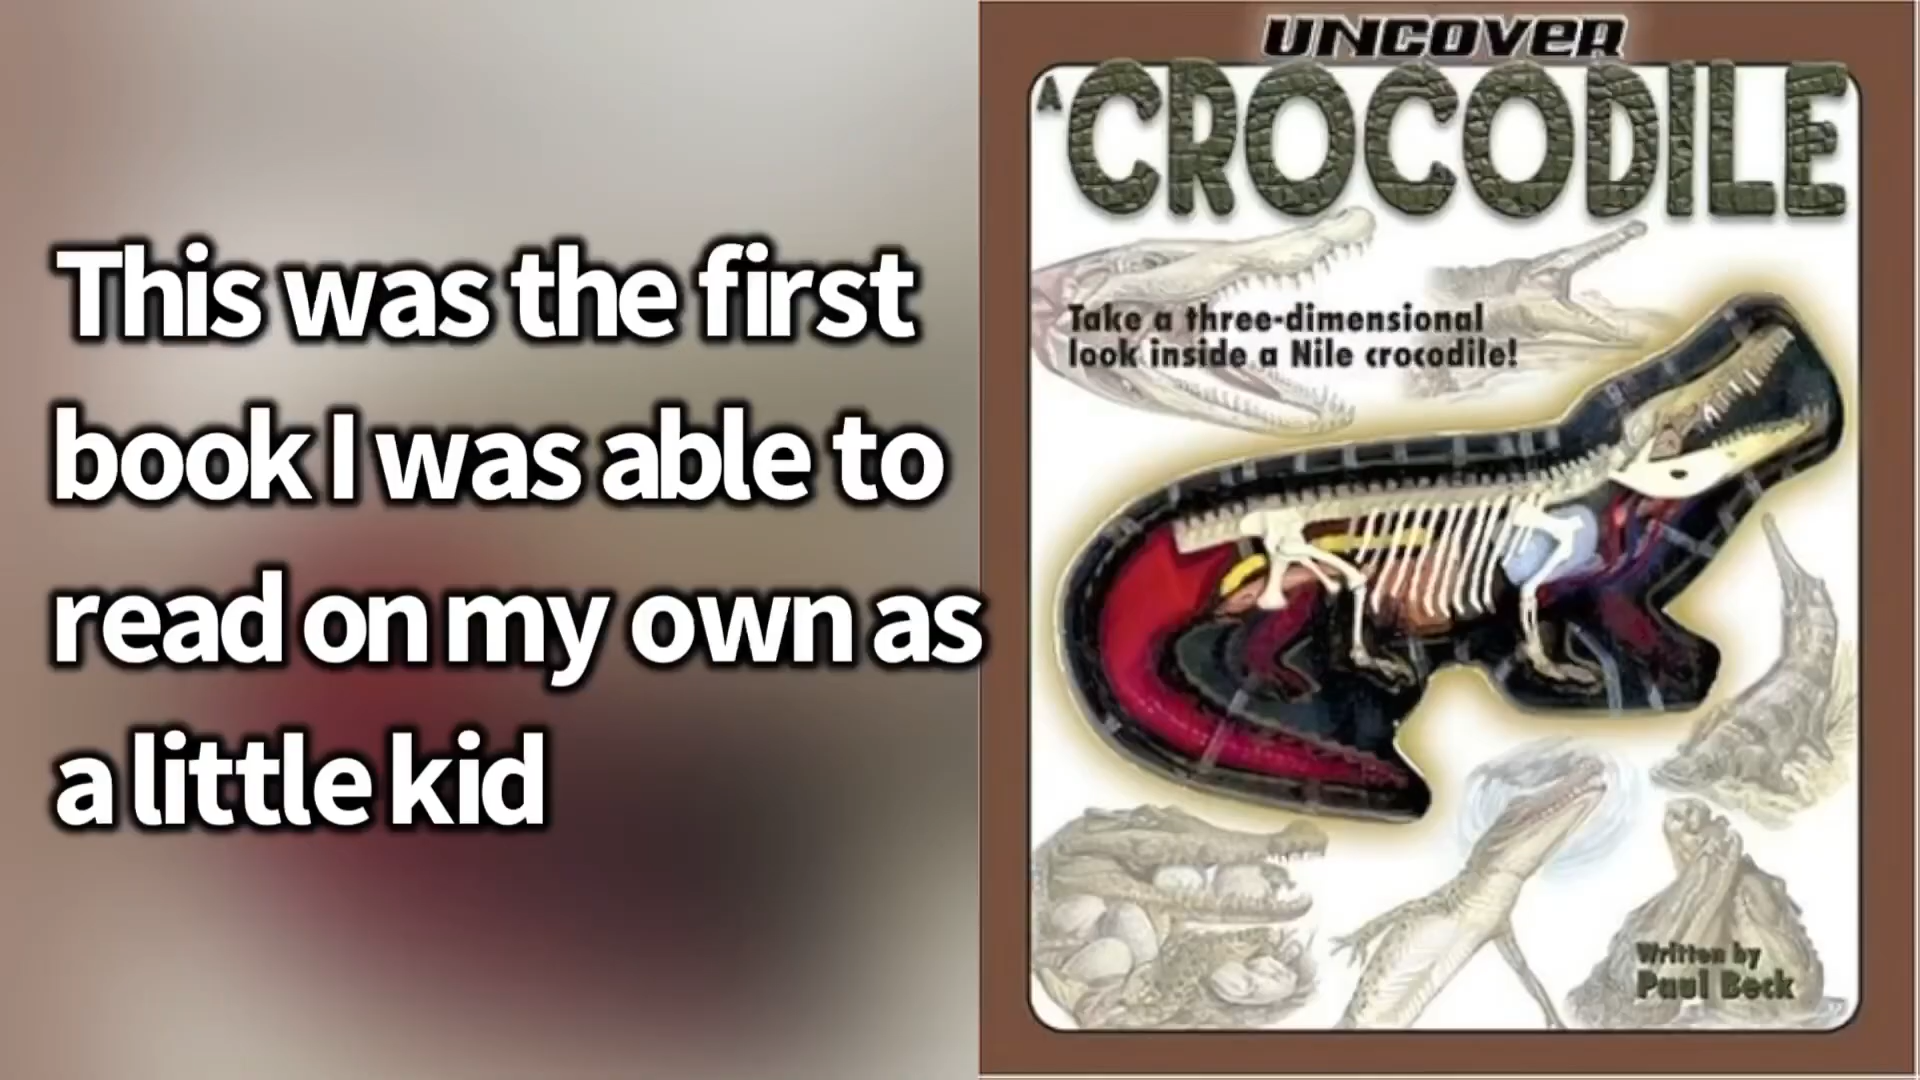 This was the first
book I was able to
read on my own as
a little kid
UNCOVER
A CROCODILE
Take a three-dimensional
look inside a Nile crocodile!
Written by
Paul Beck